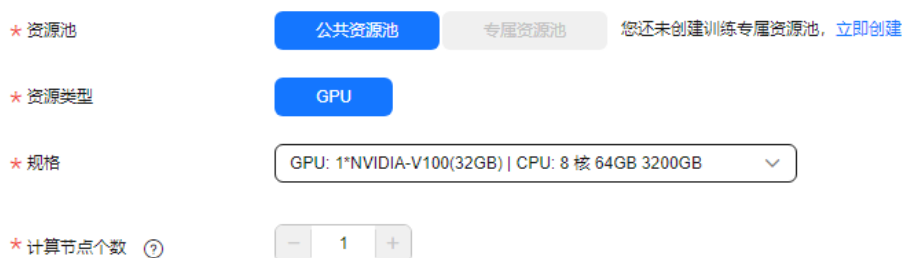 * 资源池 公共资源池 专属资源池 您还未创建训练专属资源池，立即创建
* 资源类型 GPU
* 规格 GPU: 1*NVIDIA-V100(32GB) | CPU: 8 核 64GB 3200GB
* 计算节点个数 ? − 1 +